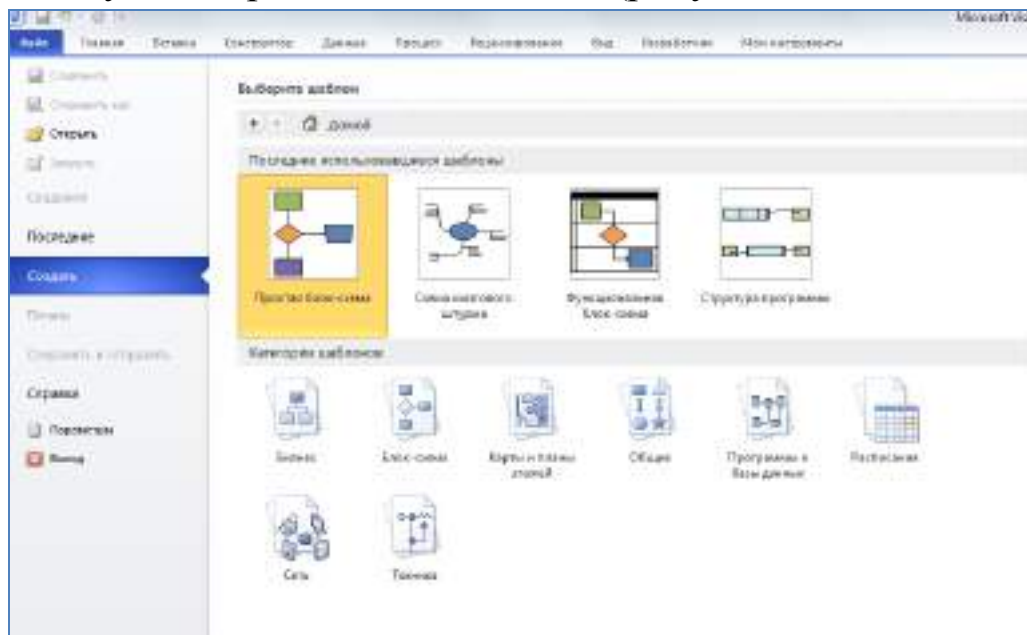 Microsoft Vis
Файл Главная Вставка Конструктор Данные Процесс Рецензирование Вид Разработчик Мои инструменты
Сохранить
Сохранить как
Открыть
Закрыть
Сведения
Последние
Создать
Печать
Сохранить и отправить
Справка
Параметры
Выход
Выберите шаблон
Домой
Последние использовавшиеся шаблоны
Простая блок-схема
Схема мозгового
штурма
Функциональная
блок-схема
Структура программы
Категории шаблонов
Бизнес
Блок-схема
Карты и планы
этажей
Общие
Программы и
базы данных
Расписания
Сеть
Техника